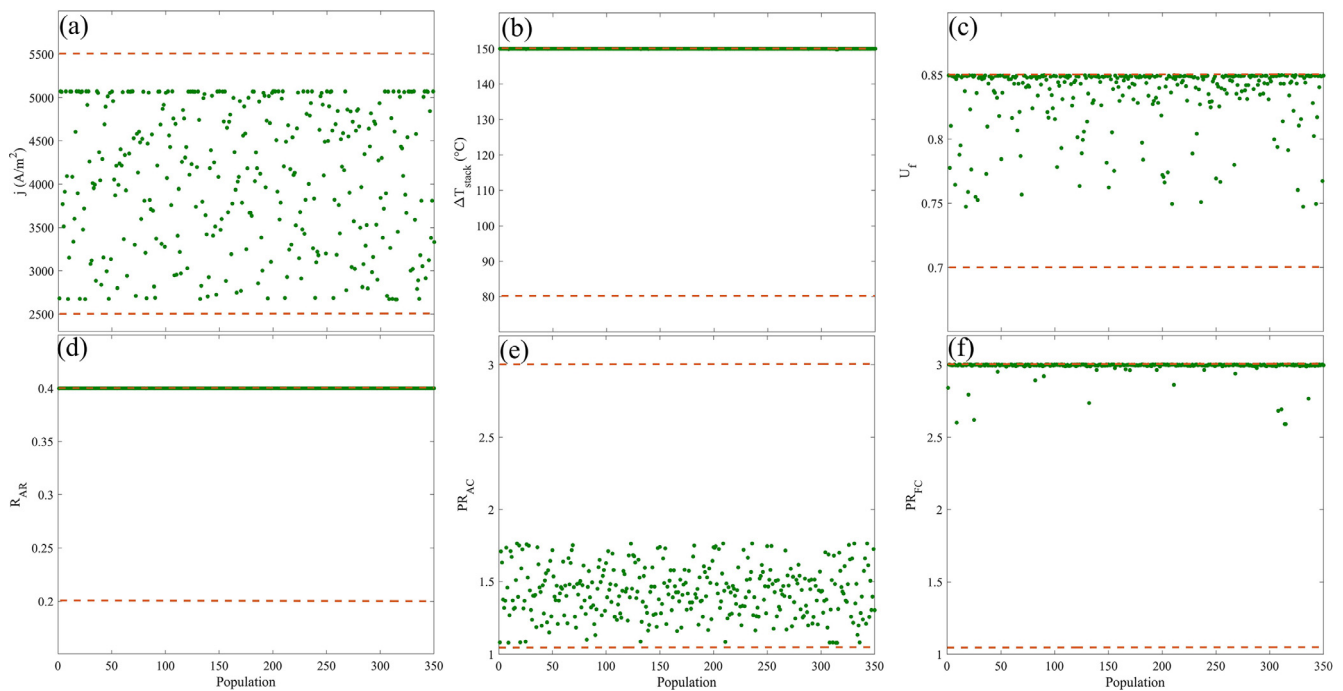 (a)
5500
5000
4500
4000
3500
3000
2500
j (A/m²)
(b)
150
140
130
120
110
100
90
80
ΔT_stack (°C)
(c)
0.85
0.8
0.75
0.7
U_f
(d)
0.4
0.35
0.3
0.25
0.2
R_AR
0 50 100 150 200 250 300 350
Population
(e)
3
2.5
2
1.5
1
PR_AC
0 50 100 150 200 250 300 350
Population
(f)
3
2.5
2
1.5
1
PR_FC
0 50 100 150 200 250 300 350
Population